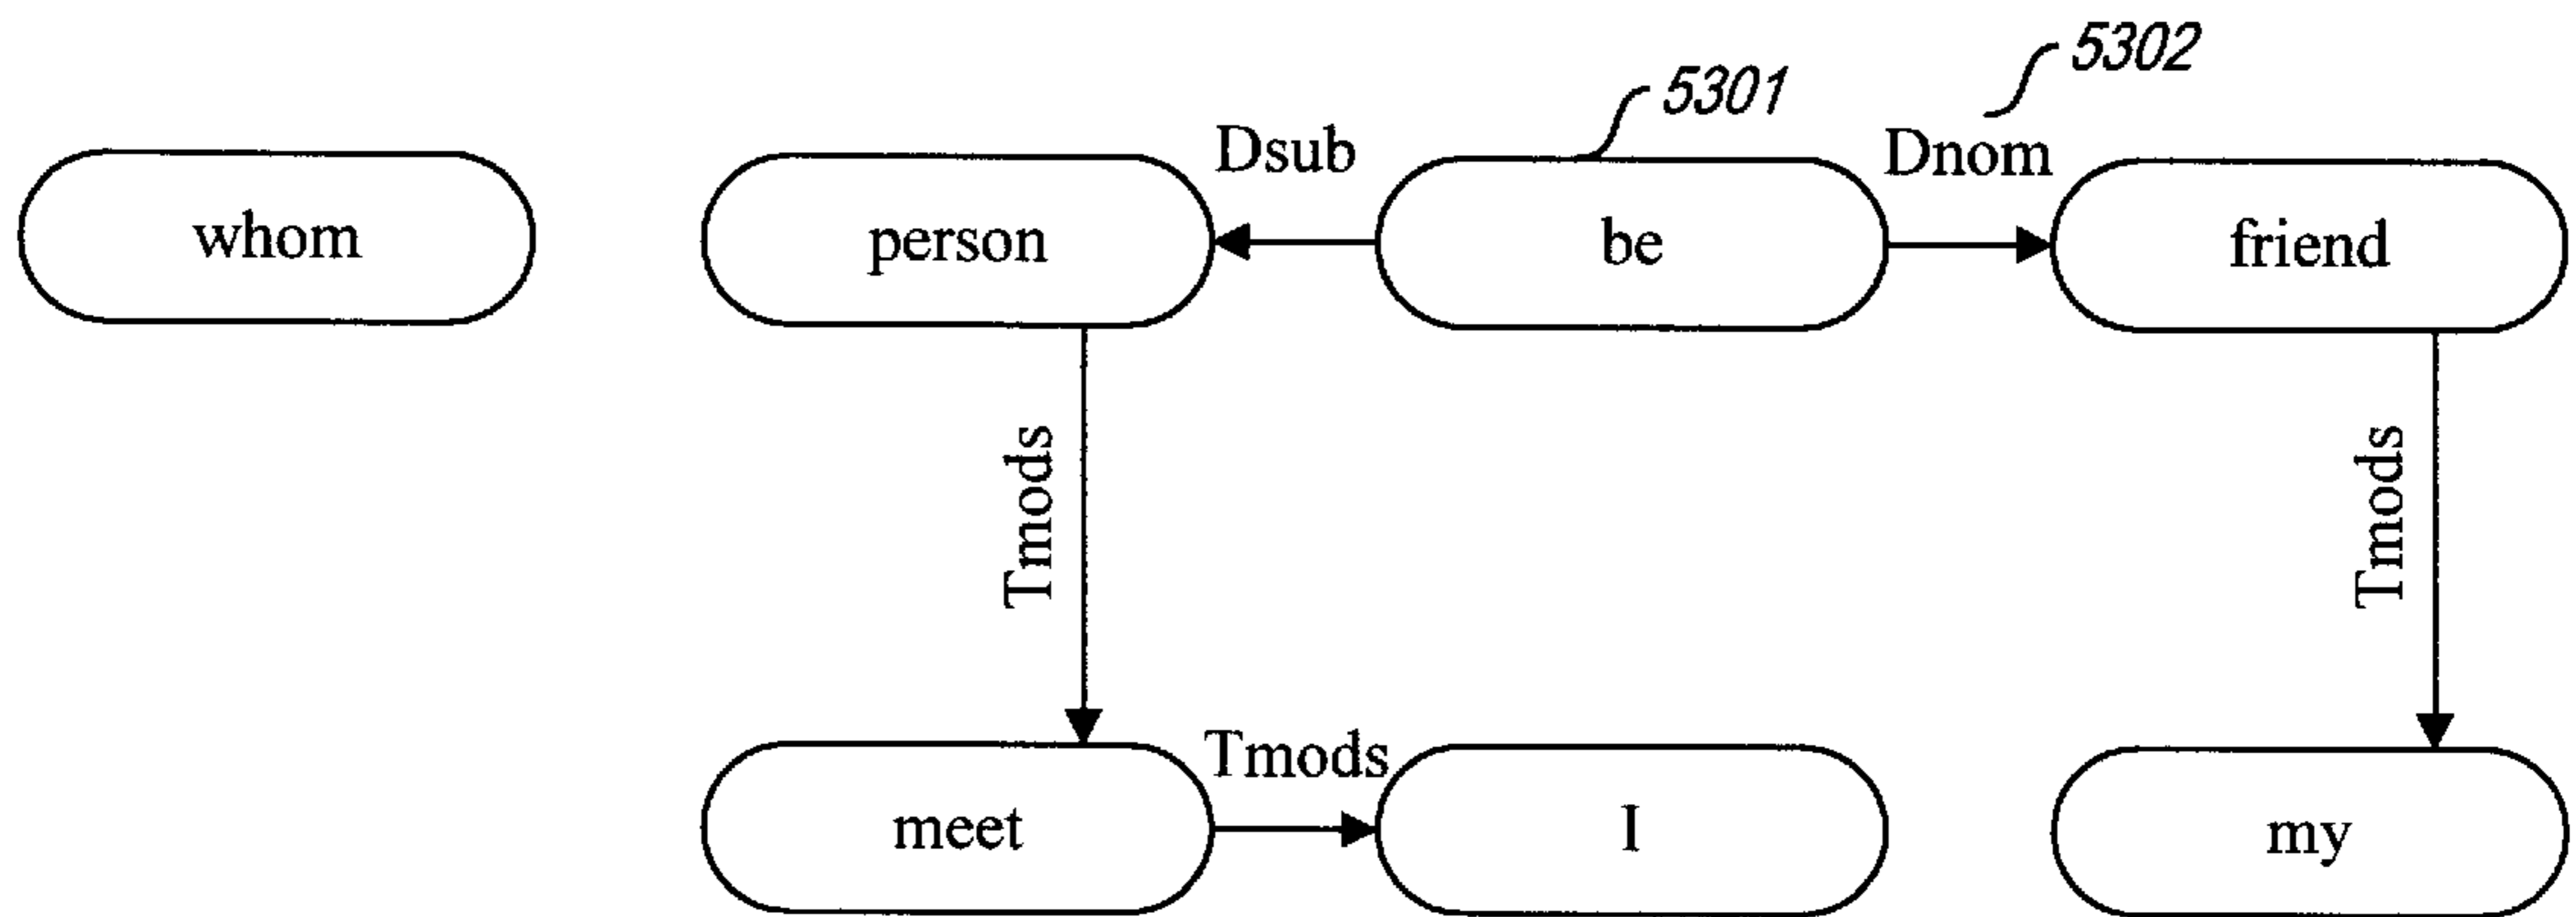 5302
5301
Dsub
Dnom
whom
person
be
friend
Tmods
Tmods
Tmods
meet
I
my